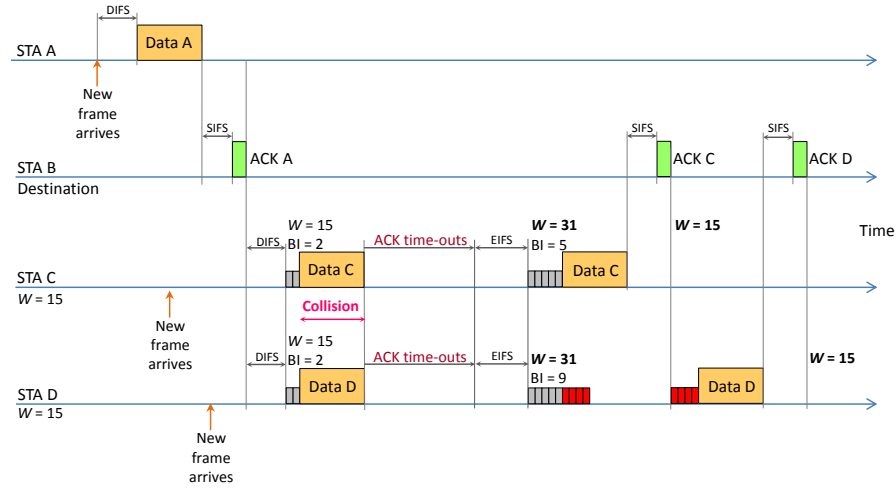 DIFS
Data A
STA A
New
frame
arrives
SIFS
SIFS
SIFS
ACK A
ACK C
ACK D
STA B
Destination
W = 15
W = 31
W = 15
Time
DIFS
BI = 2
ACK time-outs
EIFS
BI = 5
Data C
Data C
STA C
W = 15
Collision
New
frame
arrives
W = 15
W = 31
W = 15
DIFS
BI = 2
ACK time-outs
EIFS
BI = 9
Data D
Data D
STA D
W = 15
New
frame
arrives